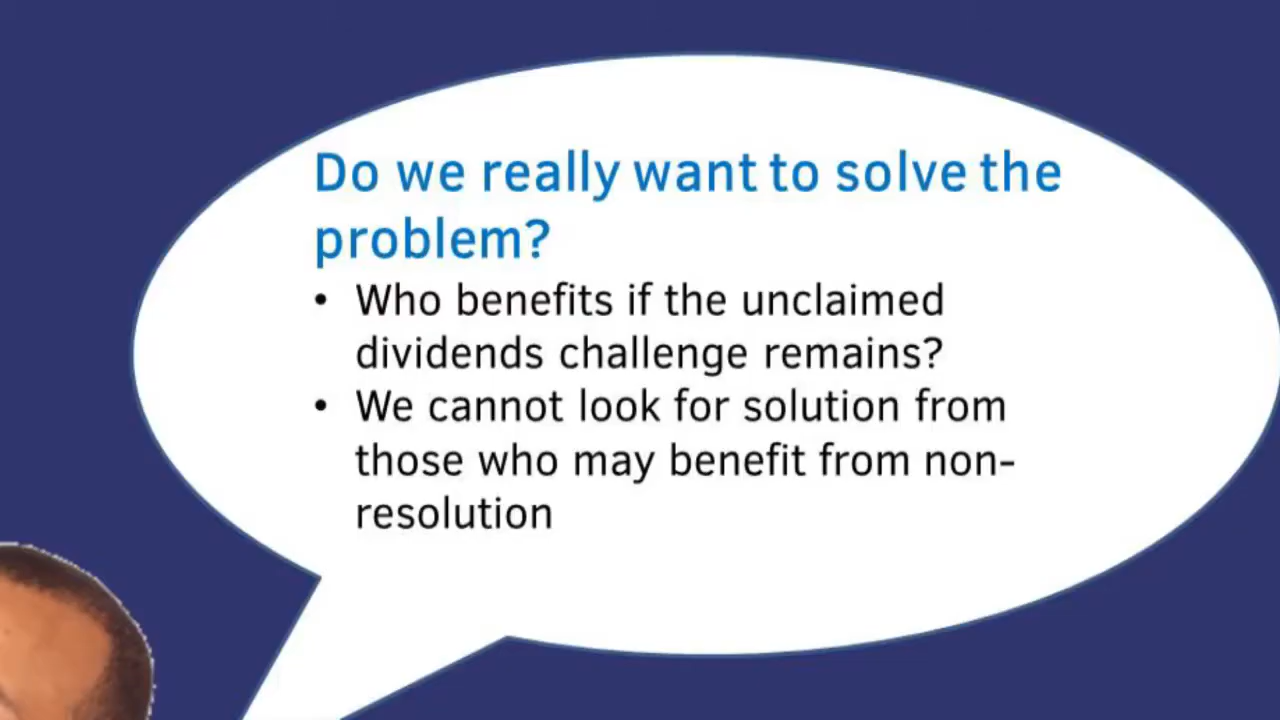 Do we really want to solve the
problem?
• Who benefits if the unclaimed
dividends challenge remains?
• We cannot look for solution from
those who may benefit from non-
resolution